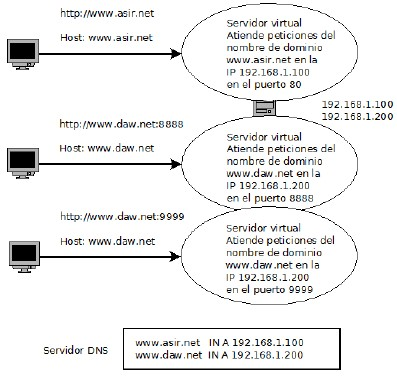 http://www.asir.net
Host: www.asir.net
Servidor virtual
Atiende peticiones del
nombre de dominio
www.asir.net en la
IP 192.168.1.100
en el puerto 80
192.168.1.100
192.168.1.200
http://www.daw.net:8888
Host: www.daw.net
Servidor virtual
Atiende peticiones del
nombre de dominio
www.daw.net en la
IP 192.168.1.200
en el puerto 8888
http://www.daw.net:9999
Host: www.daw.net
Servidor virtual
Atiende peticiones del
nombre de dominio
www.daw.net en la
IP 192.168.1.200
en el puerto 9999
Servidor DNS
www.asir.net IN A 192.168.1.100
www.daw.net IN A 192.168.1.200